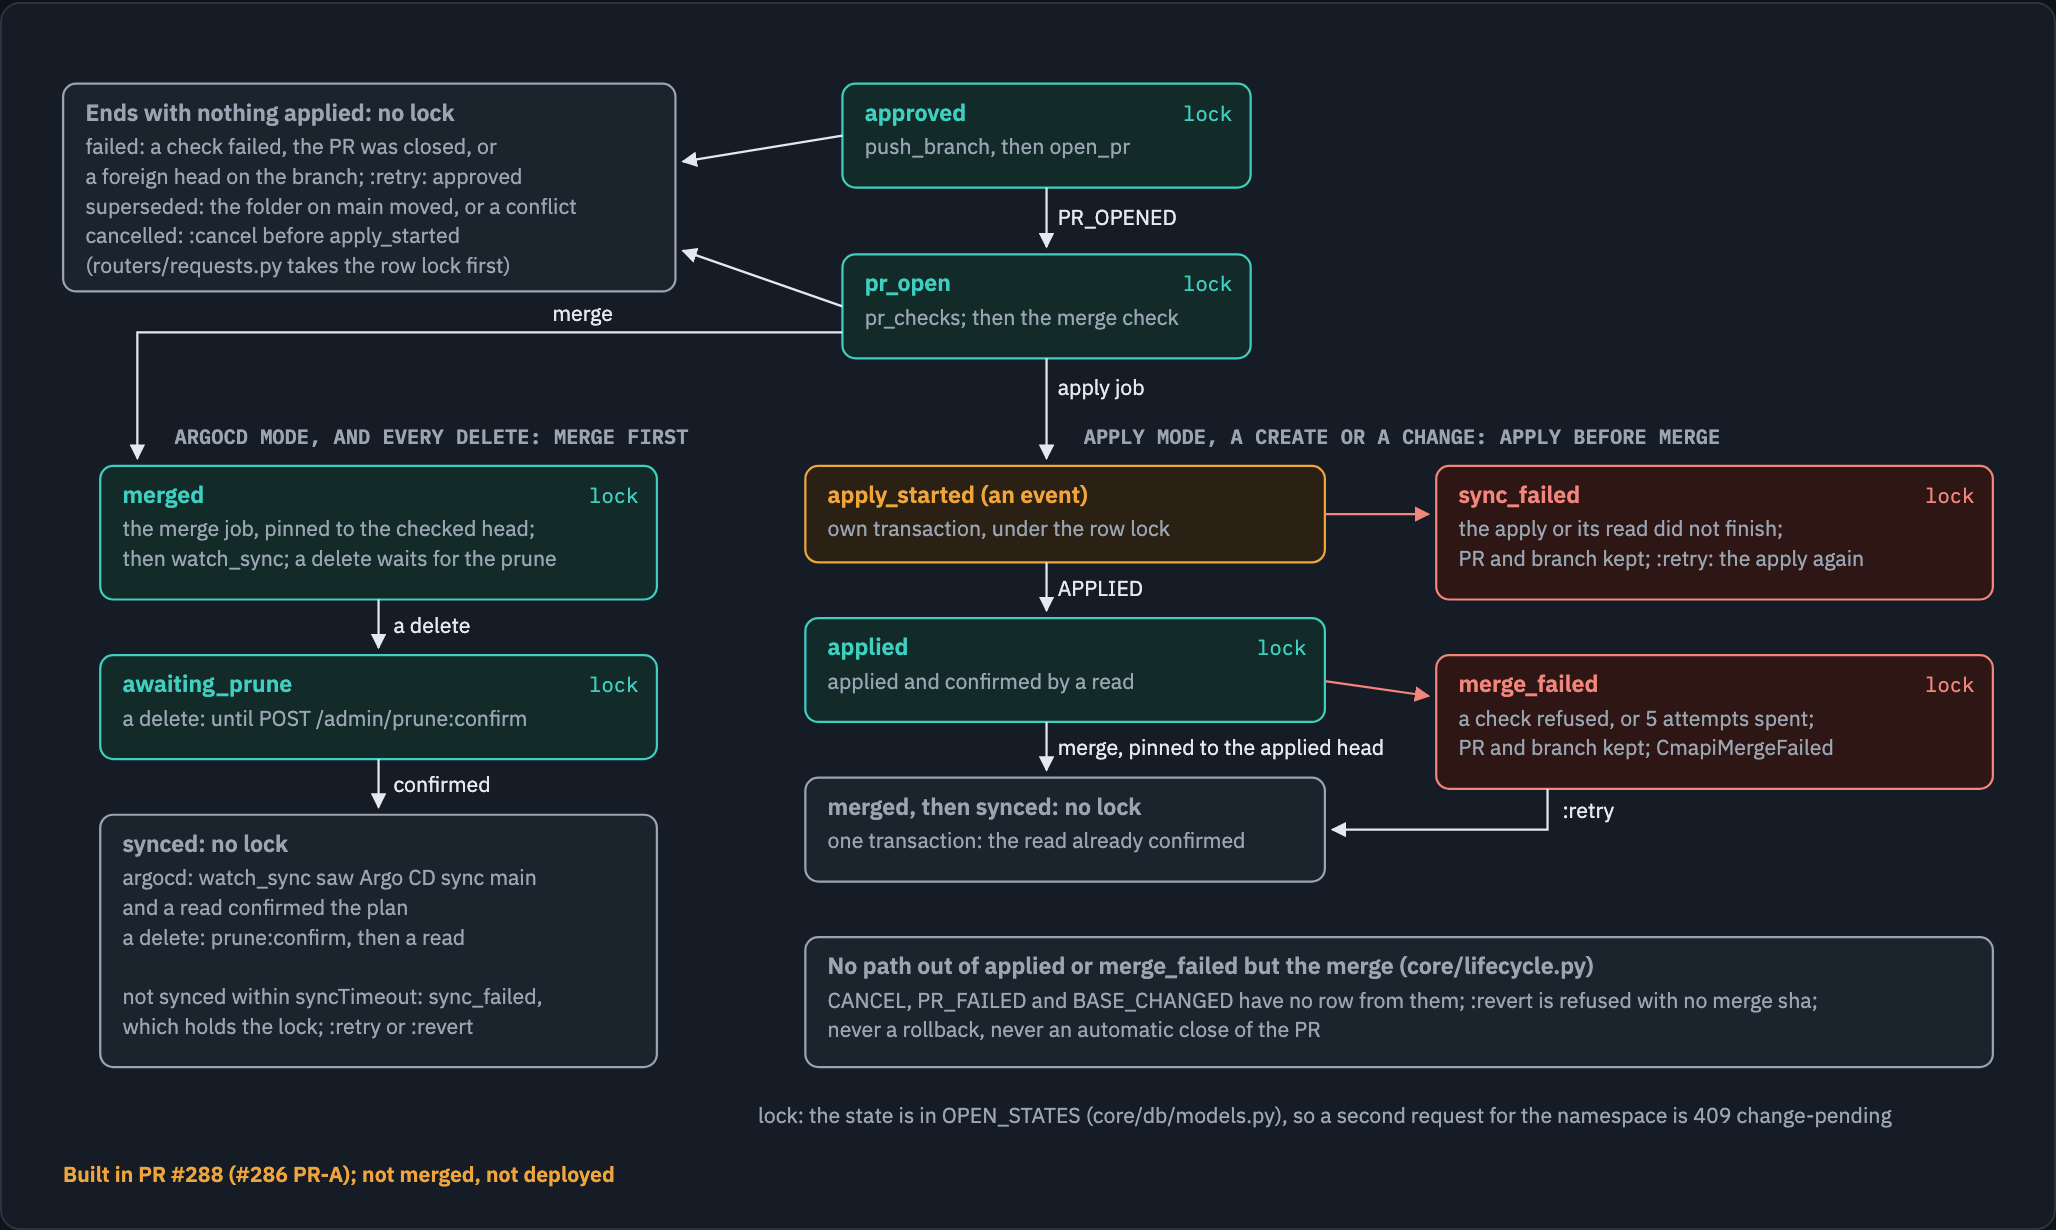 Ends with nothing applied: no lock
failed: a check failed, the PR was closed, or
a foreign head on the branch; :retry: approved
superseded: the folder on main moved, or a conflict
cancelled: :cancel before apply_started
(routers/requests.py takes the row lock first)
approved
lock
push_branch, then open_pr
PR_OPENED
pr_open
lock
pr_checks; then the merge check
merge
apply job
ARGOCD MODE, AND EVERY DELETE: MERGE FIRST
merged
lock
the merge job, pinned to the checked head;
then watch_sync; a delete waits for the prune
a delete
awaiting_prune
lock
a delete: until POST /admin/prune:confirm
confirmed
synced: no lock
argocd: watch_sync saw Argo CD sync main
and a read confirmed the plan
a delete: prune:confirm, then a read
not synced within syncTimeout: sync_failed,
which holds the lock; :retry or :revert
APPLY MODE, A CREATE OR A CHANGE: APPLY BEFORE MERGE
apply_started (an event)
own transaction, under the row lock
sync_failed
lock
the apply or its read did not finish;
PR and branch kept; :retry: the apply again
APPLIED
applied
lock
applied and confirmed by a read
merge_failed
lock
a check refused, or 5 attempts spent;
PR and branch kept; CmapiMergeFailed
merge, pinned to the applied head
:retry
merged, then synced: no lock
one transaction: the read already confirmed
No path out of applied or merge_failed but the merge (core/lifecycle.py)
CANCEL, PR_FAILED and BASE_CHANGED have no row from them; :revert is refused with no merge sha;
never a rollback, never an automatic close of the PR
lock: the state is in OPEN_STATES (core/db/models.py), so a second request for the namespace is 409 change-pending
Built in PR #288 (#286 PR-A); not merged, not deployed